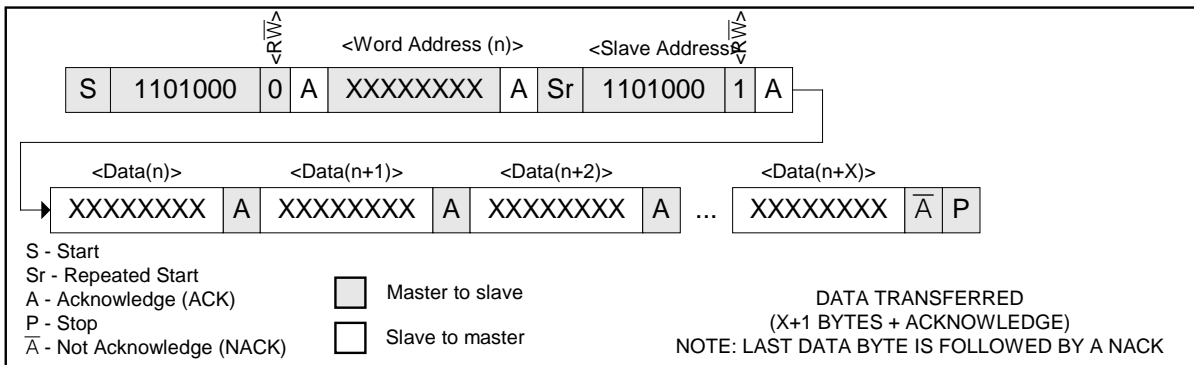 <RW̅> <Word Address (n)> <Slave Address> <RW̅>
S 1101000 0 A XXXXXXXX A Sr 1101000 1 A
<Data(n)> <Data(n+1)> <Data(n+2)> <Data(n+X)>
XXXXXXXX A XXXXXXXX A XXXXXXXX A ... XXXXXXXX A̅ P
S - Start
Sr - Repeated Start
A - Acknowledge (ACK)
P - Stop
A̅ - Not Acknowledge (NACK)
Master to slave
Slave to master
DATA TRANSFERRED
(X+1 BYTES + ACKNOWLEDGE)
NOTE: LAST DATA BYTE IS FOLLOWED BY A NACK